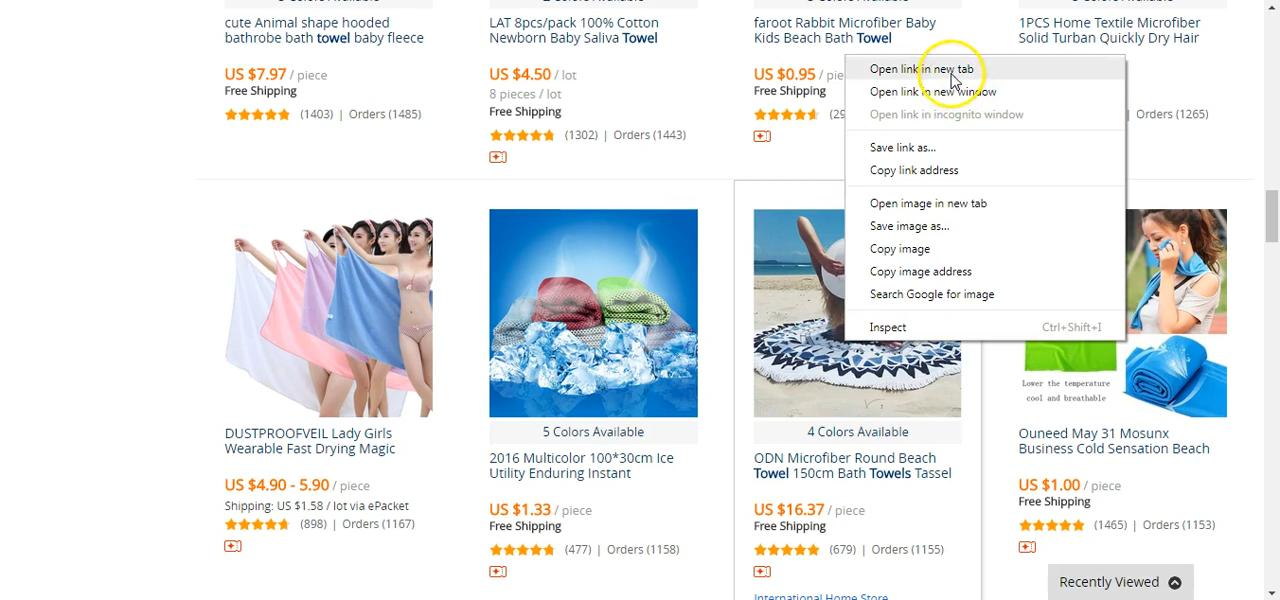 cute Animal shape hooded
bathrobe bath towel baby fleece
US $7.97 / piece
Free Shipping
(1403) | Orders (1485)
LAT 8pcs/pack 100% Cotton
Newborn Baby Saliva Towel
US $4.50 / lot
8 pieces / lot
Free Shipping
(1302) | Orders (1443)
faroot Rabbit Microfiber Baby
Kids Beach Bath Towel
US $0.95 / pie
Free Shipping
1PCS Home Textile Microfiber
Solid Turban Quickly Dry Hair
Orders (1265)
Open link in new tab
Open link in new window
Open link in incognito window
Save link as...
Copy link address
Open image in new tab
Save image as...
Copy image
Copy image address
Search Google for image
Inspect Ctrl+Shift+I
DUSTPROOFVEIL Lady Girls
Wearable Fast Drying Magic
US $4.90 - 5.90 / piece
Shipping: US $1.58 / lot via ePacket
(898) | Orders (1167)
5 Colors Available
2016 Multicolor 100*30cm Ice
Utility Enduring Instant
US $1.33 / piece
Free Shipping
(477) | Orders (1158)
4 Colors Available
ODN Microfiber Round Beach
Towel 150cm Bath Towels Tassel
US $16.37 / piece
Free Shipping
(679) | Orders (1155)
International Home Store
Lower the temperature
cool and breathable
Ouneed May 31 Mosunx
Business Cold Sensation Beach
US $1.00 / piece
Free Shipping
(1465) | Orders (1153)
Recently Viewed